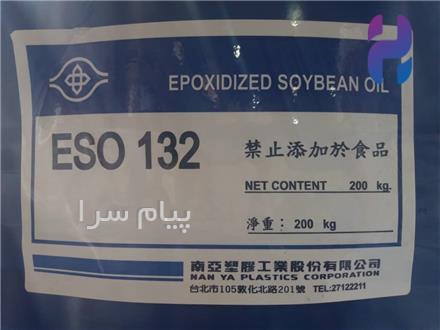 EPOXIDIZED SOYBEAN OIL
ESO 132
禁止添加於食品
NET CONTENT 200 kg.
淨重: 200 kg
پیام سرا
南亞塑膠工業股份有限公司
NAN YA PLASTICS CORPORATION
台北市105敦化北路201號 TEL:27122211